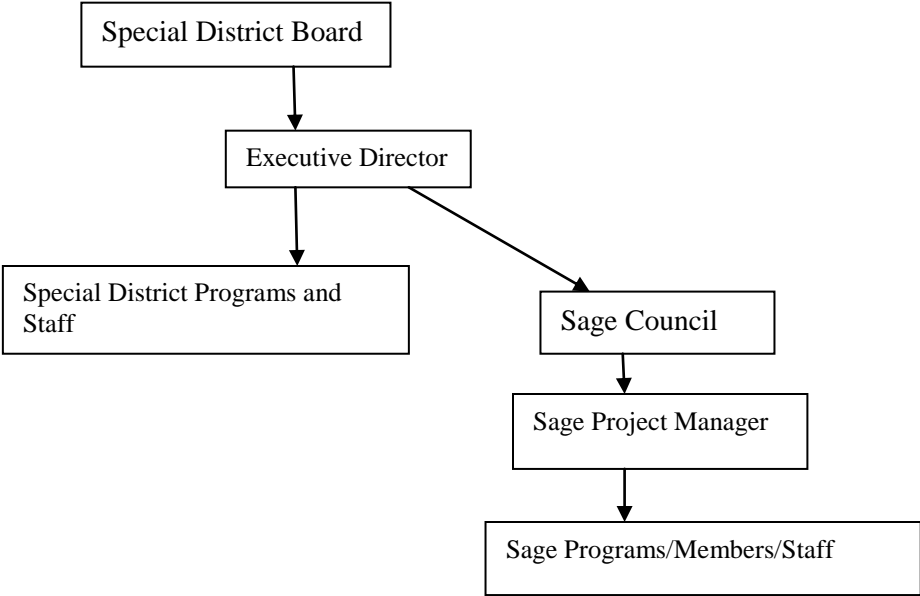 Special District Board
Executive Director
Special District Programs and
Staff
Sage Council
Sage Project Manager
Sage Programs/Members/Staff